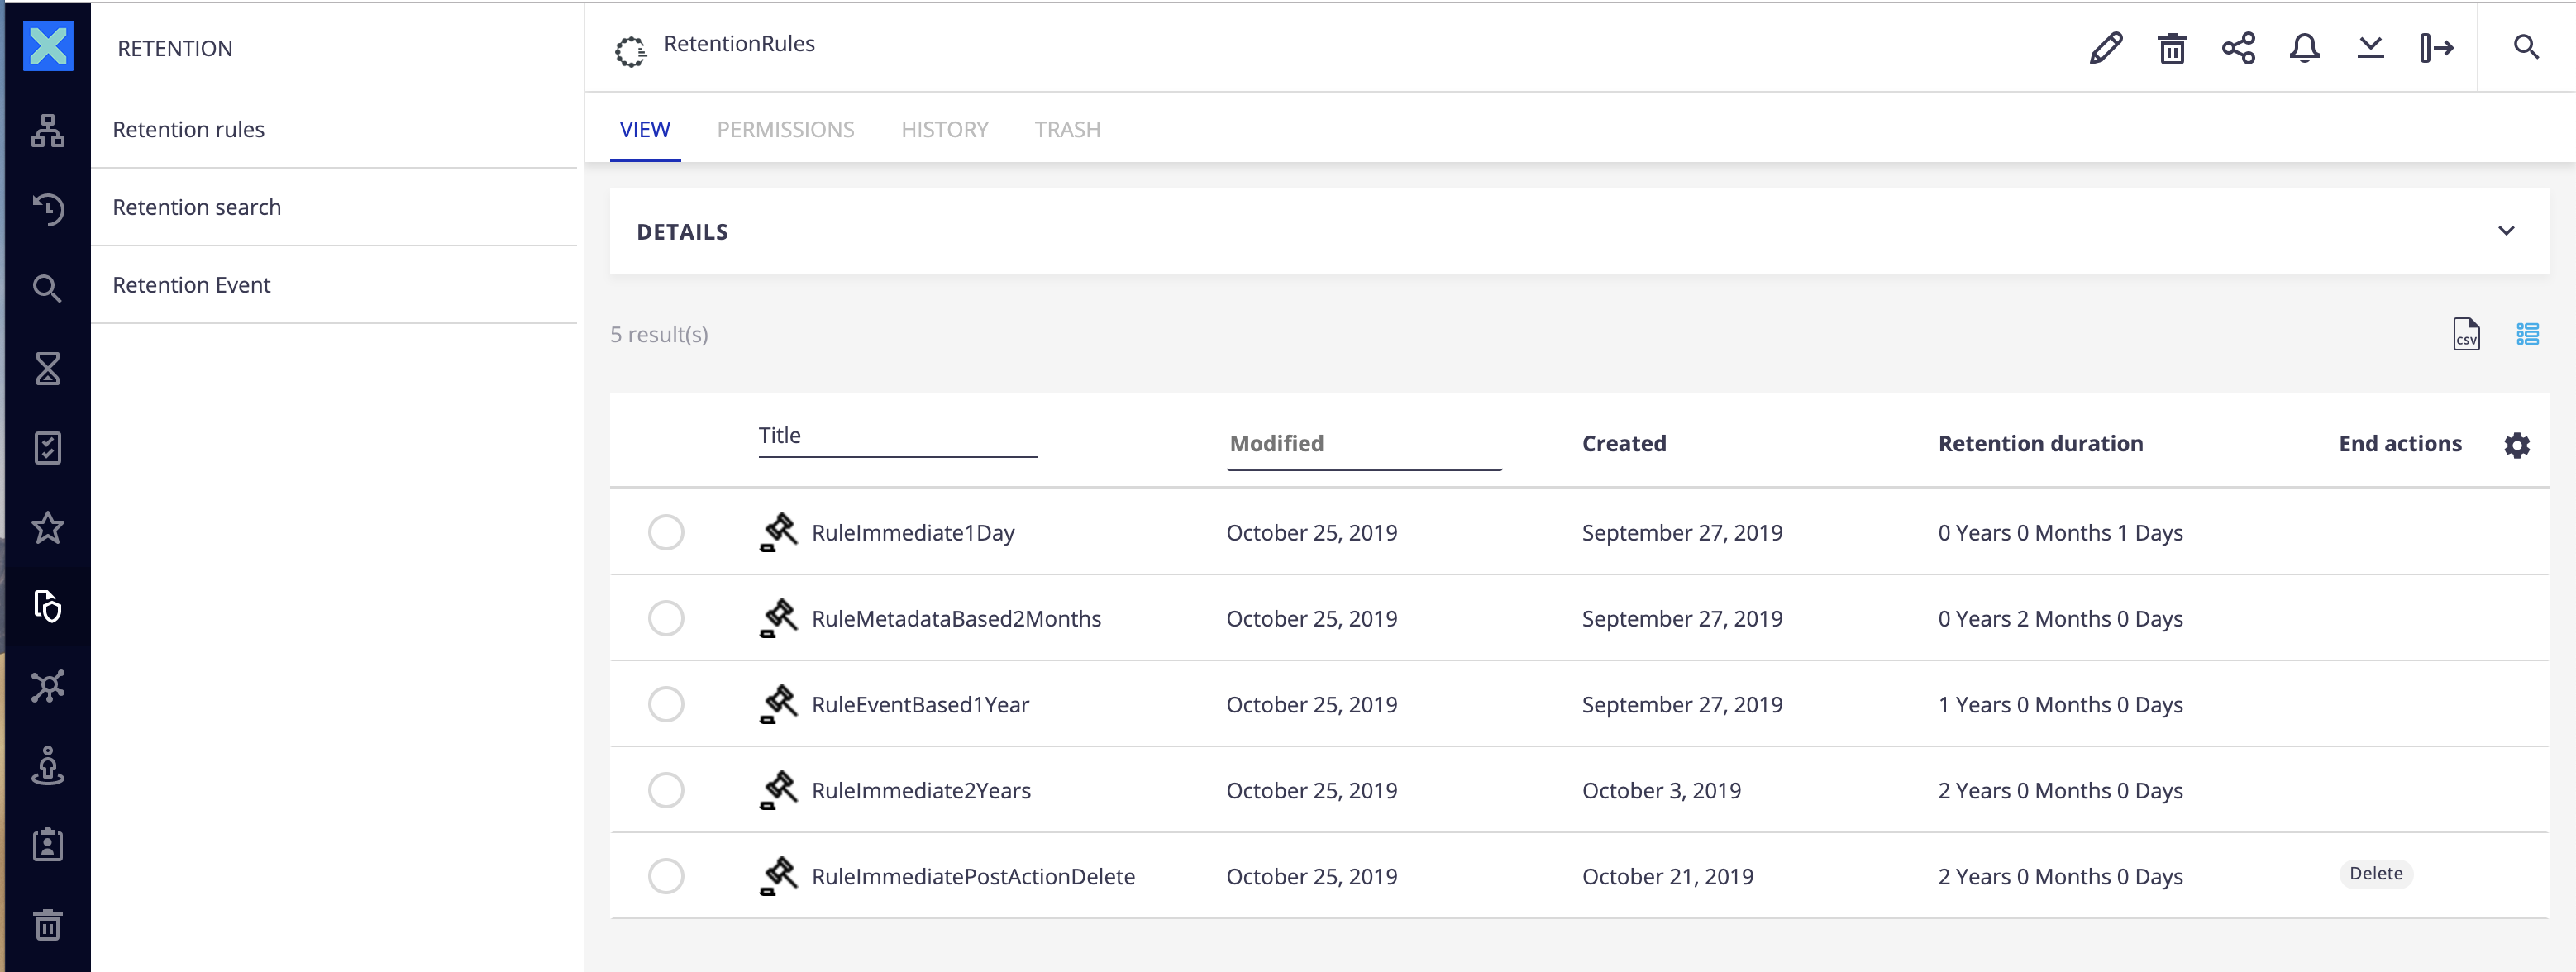 RETENTION
Retention rules
Retention search
Retention Event
RetentionRules
VIEW PERMISSIONS HISTORY TRASH
DETAILS
5 result(s)
CSV
Title Modified Created Retention duration End actions
RuleImmediate1Day October 25, 2019 September 27, 2019 0 Years 0 Months 1 Days
RuleMetadataBased2Months October 25, 2019 September 27, 2019 0 Years 2 Months 0 Days
RuleEventBased1Year October 25, 2019 September 27, 2019 1 Years 0 Months 0 Days
RuleImmediate2Years October 25, 2019 October 3, 2019 2 Years 0 Months 0 Days
RuleImmediatePostActionDelete October 25, 2019 October 21, 2019 2 Years 0 Months 0 Days Delete